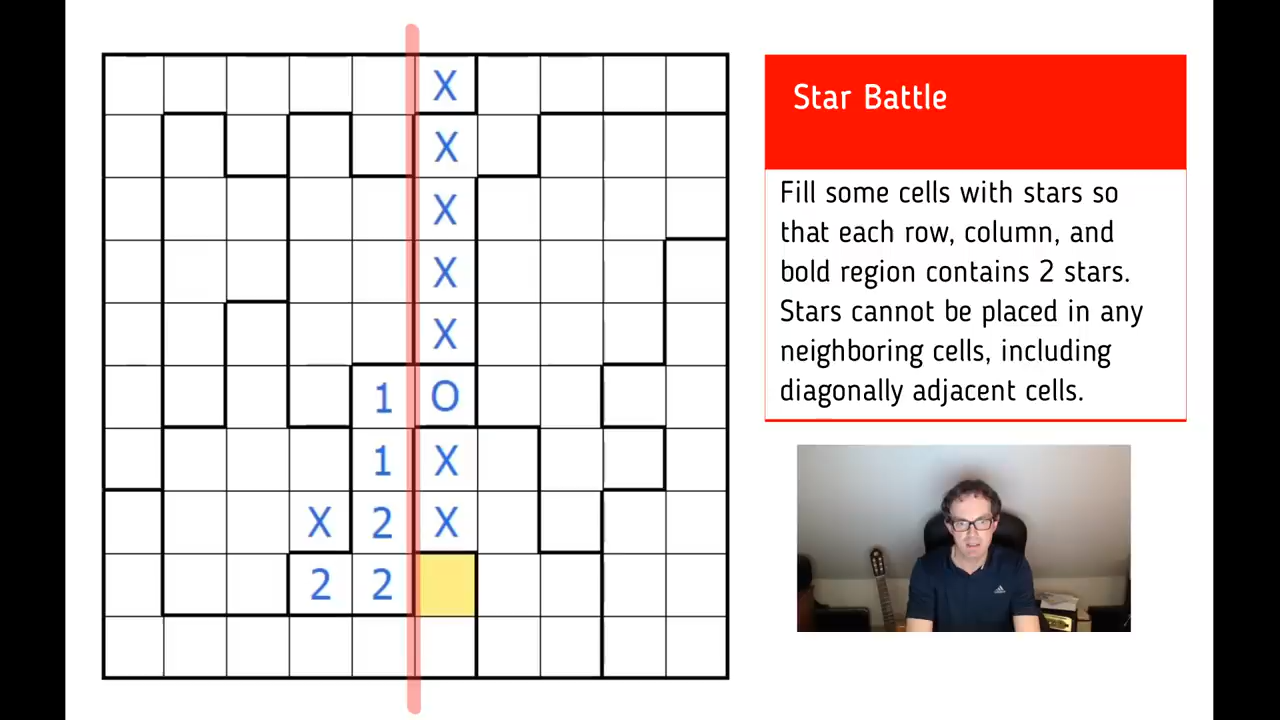 X
Star Battle
X
Fill some cells with stars so
that each row, column, and
bold region contains 2 stars.
Stars cannot be placed in any
neighboring cells, including
diagonally adjacent cells.
X
X
X
1 O
1 X
X 2 X
2 2